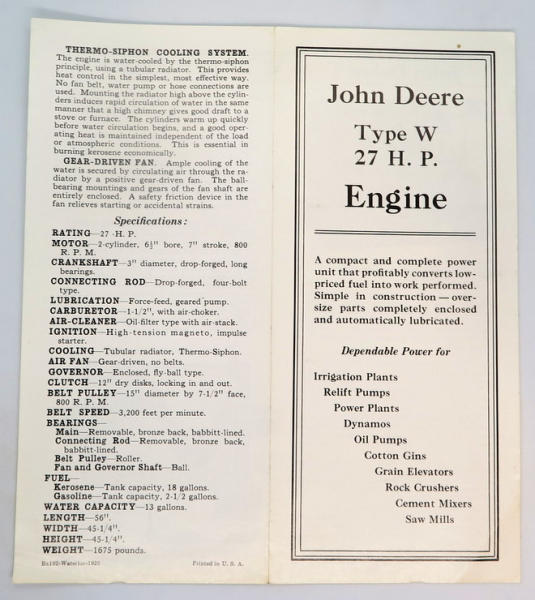 THERMO-SIPHON COOLING SYSTEM.
The engine is water-cooled by the thermo-siphon
principle, using a tubular radiator. This provides
heat control in the simplest, most effective way.
No fan belt, water pump or hose connections are
used. Mounting the radiator high above the cylin-
ders induces rapid circulation of water in the same
manner that a high chimney gives good draft to a
stove or furnace. The cylinders warm up quickly
before water circulation begins, and a good oper-
ating heat is maintained independent of the load
or atmospheric conditions. This is essential in
burning kerosene economically.
GEAR-DRIVEN FAN. Ample cooling of the
water is secured by circulating air through the ra-
diator by a positive gear-driven fan. The ball-
bearing mountings and gears of the fan shaft are
entirely enclosed. A safety friction device in the
fan relieves starting or accidental strains.
Specifications:
RATING—27 H. P.
MOTOR—2-cylinder, 6½" bore, 7" stroke, 800
R. P. M.
CRANKSHAFT—3" diameter, drop-forged, long
bearings.
CONNECTING ROD—Drop-forged, four-bolt
type.
LUBRICATION—Force-feed, geared pump.
CARBURETOR—1-1/2", with air-choker.
AIR-CLEANER—Oil-filter type with air-stack.
IGNITION—High-tension magneto, impulse
starter.
COOLING—Tubular radiator, Thermo-Siphon.
AIR FAN—Gear-driven, no belts.
GOVERNOR—Enclosed, fly-ball type.
CLUTCH—12" dry disks, locking in and out.
BELT PULLEY—15" diameter by 7-1/2" face,
800 R. P. M.
BELT SPEED—3,200 feet per minute.
BEARINGS—
Main—Removable, bronze back, babbitt-lined.
Connecting Rod—Removable, bronze back,
babbitt-lined.
Belt Pulley—Roller.
Fan and Governor Shaft—Ball.
FUEL—
Kerosene—Tank capacity, 18 gallons.
Gasoline—Tank capacity, 2-1/2 gallons.
WATER CAPACITY—13 gallons.
LENGTH—56".
WIDTH—45-1/4".
HEIGHT—45-1/4".
WEIGHT—1675 pounds.
Printed in U. S. A.
John Deere
Type W
27 H. P.
Engine
A compact and complete power
unit that profitably converts low-
priced fuel into work performed.
Simple in construction—over-
size parts completely enclosed
and automatically lubricated.
Dependable Power for
Irrigation Plants
Relift Pumps
Power Plants
Dynamos
Oil Pumps
Cotton Gins
Grain Elevators
Rock Crushers
Cement Mixers
Saw Mills